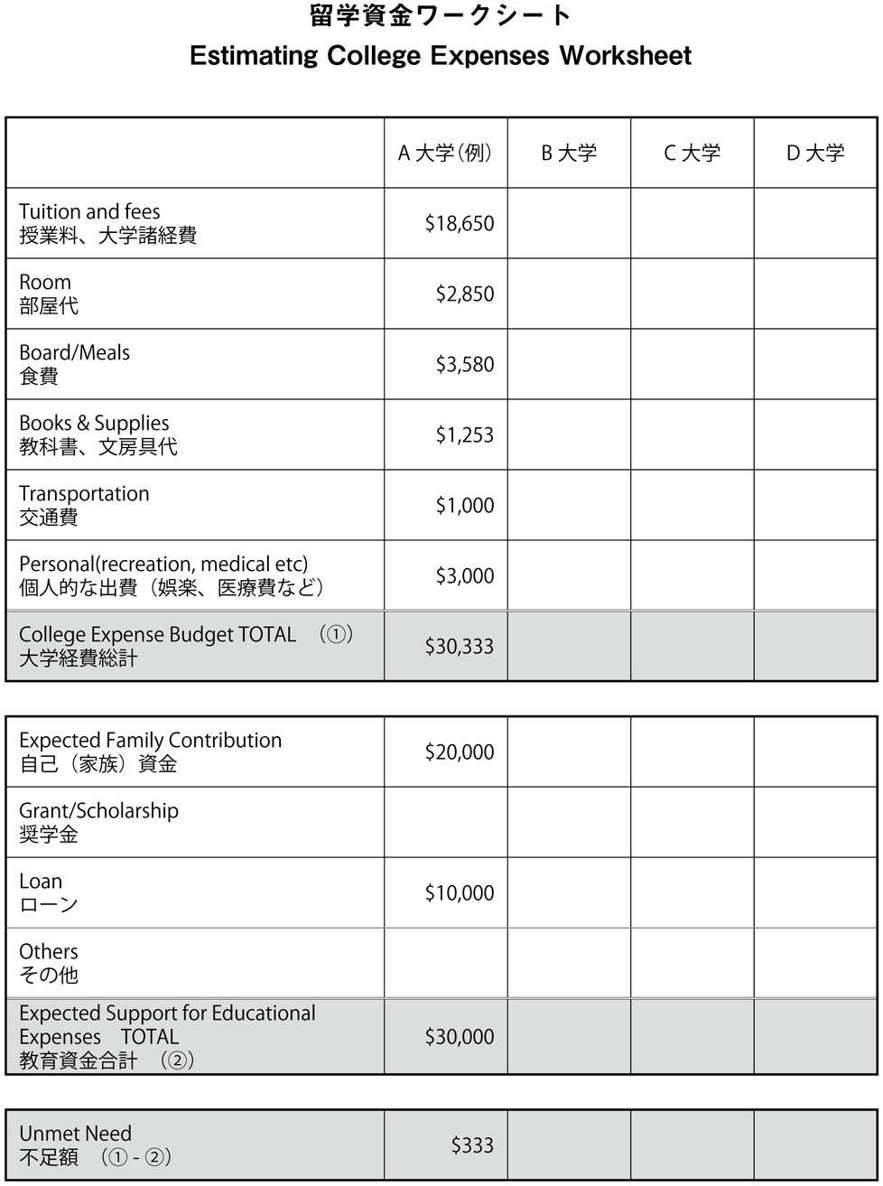 留学資金ワークシート
Estimating College Expenses Worksheet
A 大学（例） B 大学 C 大学 D 大学
Tuition and fees
授業料、大学諸経費
$18,650
Room
部屋代
$2,850
Board/Meals
食費
$3,580
Books & Supplies
教科書、文房具代
$1,253
Transportation
交通費
$1,000
Personal(recreation, medical etc)
個人的な出費（娯楽、医療費など）
$3,000
College Expense Budget TOTAL （①）
大学経費総計
$30,333
Expected Family Contribution
自己（家族）資金
$20,000
Grant/Scholarship
奨学金
Loan
ローン
$10,000
Others
その他
Expected Support for Educational
Expenses TOTAL
教育資金合計 （②）
$30,000
Unmet Need
不足額 （① - ②）
$333